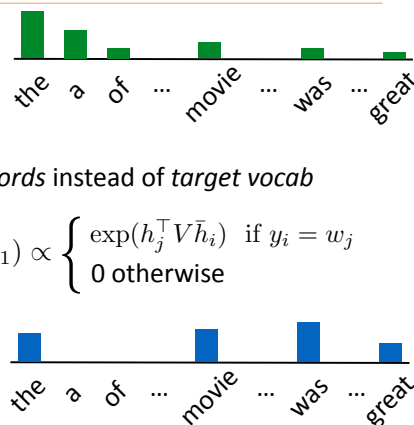 the a of ... movie ... was ... great
ords instead of target vocab
1) ∝ { exp(h_j^⊤ V h̄_i) if y_i = w_j
0 otherwise
the a of ... movie ... was ... great